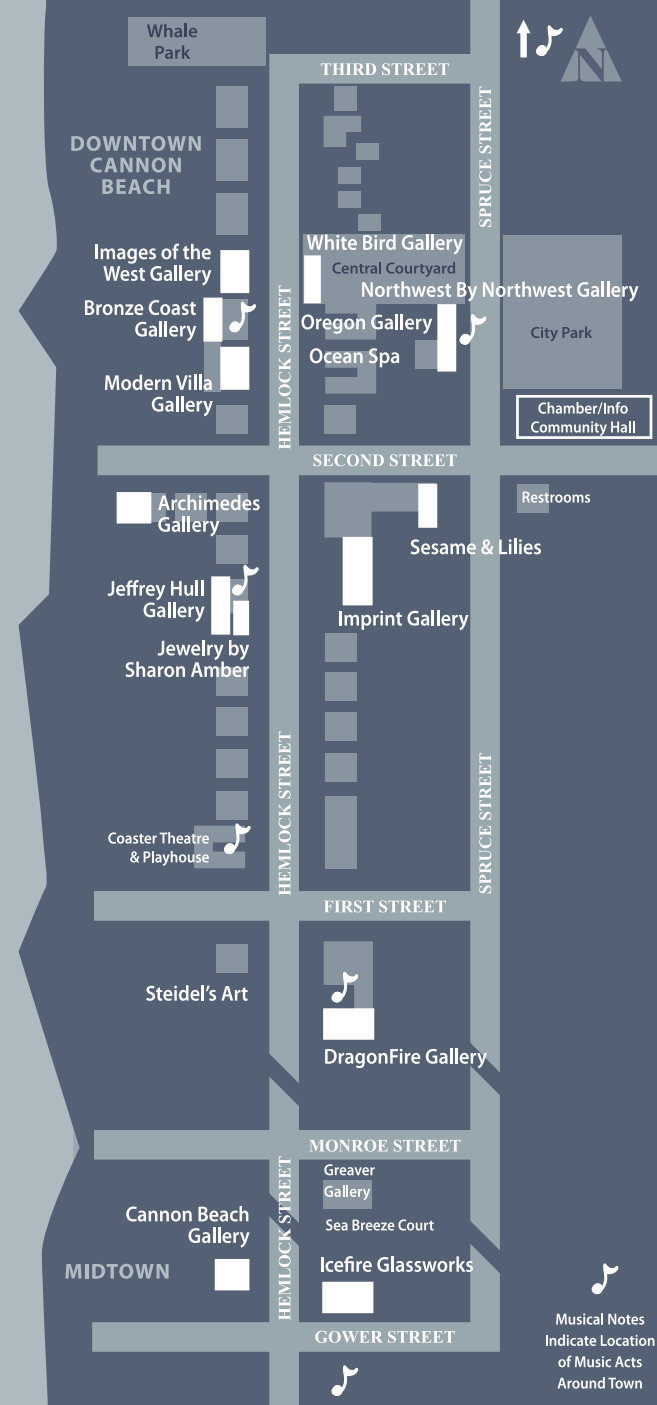 Whale
Park
N
THIRD STREET
SPRUCE STREET
DOWNTOWN
CANNON
BEACH
Images of the
West Gallery
White Bird Gallery
Central Courtyard
Northwest By Northwest Gallery
Bronze Coast
Gallery
HEMLOCK STREET
Oregon Gallery
City Park
Ocean Spa
Modern Villa
Gallery
Chamber/Info
Community Hall
SECOND STREET
Archimedes
Gallery
Restrooms
Sesame & Lilies
Jeffrey Hull
Gallery
Imprint Gallery
Jewelry by
Sharon Amber
HEMLOCK STREET
SPRUCE STREET
Coaster Theatre
& Playhouse
FIRST STREET
Steidel's Art
DragonFire Gallery
MONROE STREET
Greaver
Gallery
HEMLOCK STREET
Cannon Beach
Gallery
Sea Breeze Court
MIDTOWN
Icefire Glassworks
GOWER STREET
Musical Notes
Indicate Location
of Music Acts
Around Town